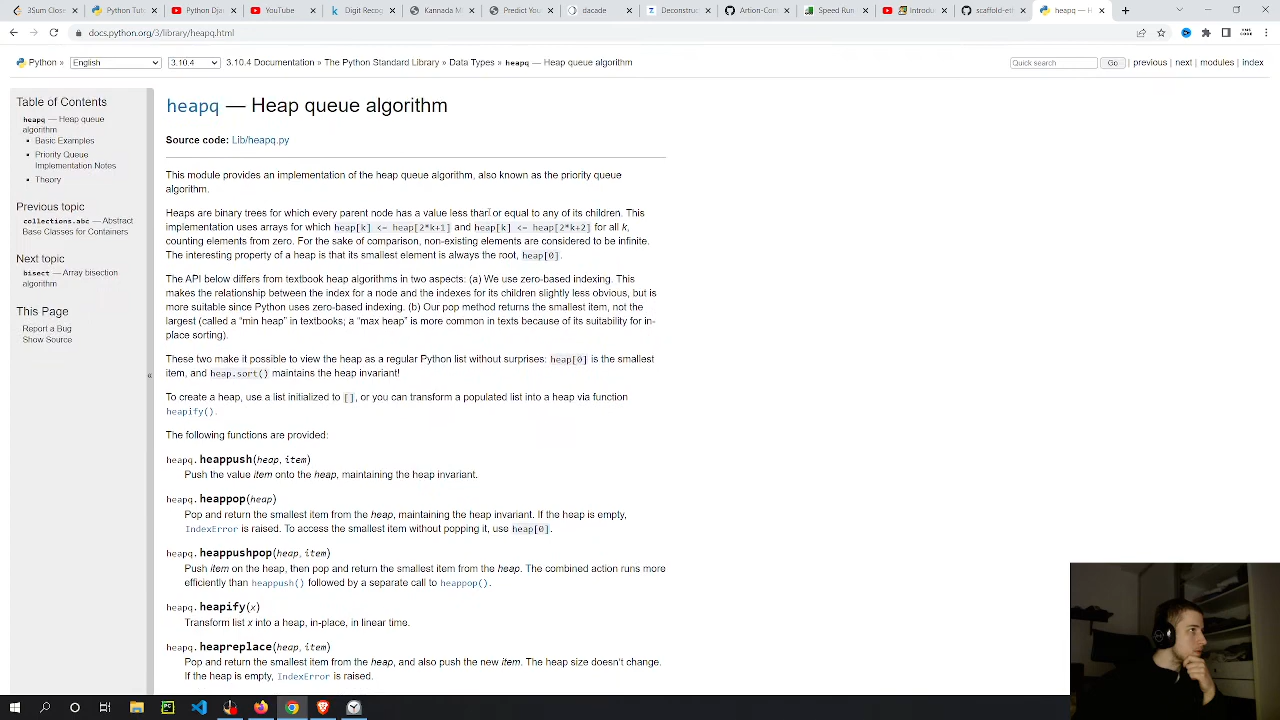 3Sum Close
Python Tuto
Python Dja
YouTube
Digit Recog
Kannada M
Predict You
dacade
Deconstruc
Artion-Con
Speed Run
Introduc
scaffold-eth
heapq — H
docs.python.org/3/library/heapq.html
Python »
English
3.10.4
3.10.4 Documentation » The Python Standard Library » Data Types » heapq — Heap queue algorithm
Quick search
Go
| previous | next | modules | index
Table of Contents
heapq — Heap queue
algorithm
• Basic Examples
• Priority Queue
Implementation Notes
• Theory
Previous topic
collections.abc — Abstract
Base Classes for Containers
Next topic
bisect — Array bisection
algorithm
This Page
Report a Bug
Show Source
«
heapq — Heap queue algorithm
Source code: Lib/heapq.py
This module provides an implementation of the heap queue algorithm, also known as the priority queue
algorithm.
Heaps are binary trees for which every parent node has a value less than or equal to any of its children. This
implementation uses arrays for which heap[k] <= heap[2*k+1] and heap[k] <= heap[2*k+2] for all k,
counting elements from zero. For the sake of comparison, non-existing elements are considered to be infinite.
The interesting property of a heap is that its smallest element is always the root, heap[0].
The API below differs from textbook heap algorithms in two aspects: (a) We use zero-based indexing. This
makes the relationship between the index for a node and the indexes for its children slightly less obvious, but is
more suitable since Python uses zero-based indexing. (b) Our pop method returns the smallest item, not the
largest (called a “min heap” in textbooks; a “max heap” is more common in texts because of its suitability for in-
place sorting).
These two make it possible to view the heap as a regular Python list without surprises: heap[0] is the smallest
item, and heap.sort() maintains the heap invariant!
To create a heap, use a list initialized to [], or you can transform a populated list into a heap via function
heapify().
The following functions are provided:
heapq.heappush(heap, item)
Push the value item onto the heap, maintaining the heap invariant.
heapq.heappop(heap)
Pop and return the smallest item from the heap, maintaining the heap invariant. If the heap is empty,
IndexError is raised. To access the smallest item without popping it, use heap[0].
heapq.heappushpop(heap, item)
Push item on the heap, then pop and return the smallest item from the heap. The combined action runs more
efficiently than heappush() followed by a separate call to heappop().
heapq.heapify(x)
Transform list x into a heap, in-place, in linear time.
heapq.heapreplace(heap, item)
Pop and return the smallest item from the heap, and also push the new item. The heap size doesn’t change.
If the heap is empty, IndexError is raised.